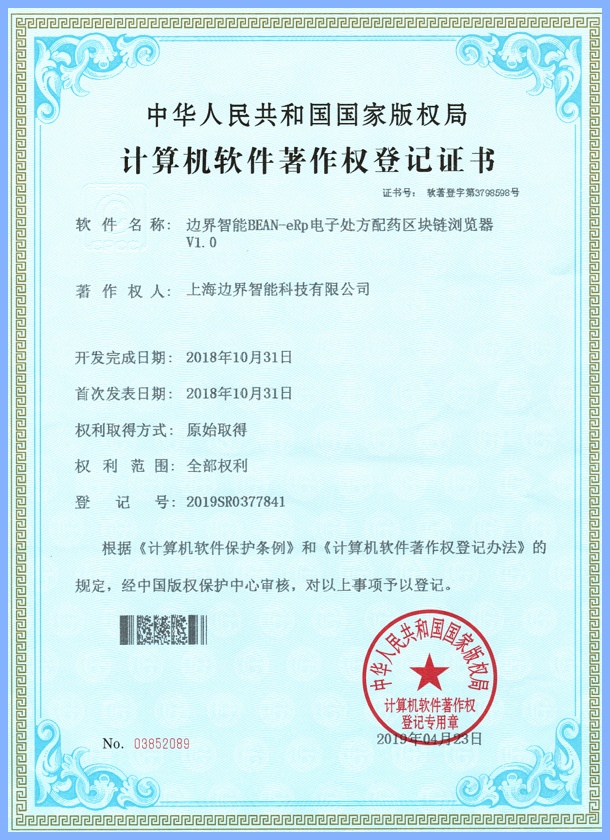 中华人民共和国国家版权局
计算机软件著作权登记证书
证书号： 软著登字第3798598号
软件名称： 边界智能BEAN-eRp电子处方配药区块链浏览器
V1.0
著作权人： 上海边界智能科技有限公司
开发完成日期： 2018年10月31日
首次发表日期： 2018年10月31日
权利取得方式： 原始取得
权利范围： 全部权利
登记号： 2019SR0377841
根据《计算机软件保护条例》和《计算机软件著作权登记办法》的
规定，经中国版权保护中心审核，对以上事项予以登记。
中华人民共和国国家版权局
计算机软件著作权
登记专用章
2019年04月23日
No. 03852089